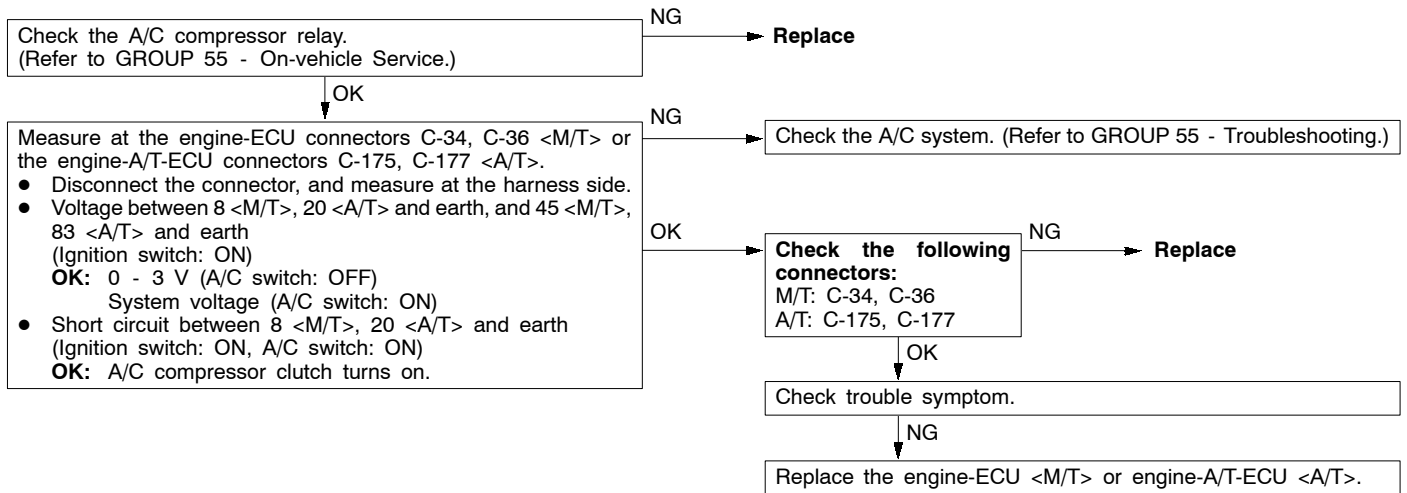 Check the A/C compressor relay.
(Refer to GROUP 55 - On-vehicle Service.)
NG
Replace
OK
Measure at the engine-ECU connectors C-34, C-36 <M/T> or
the engine-A/T-ECU connectors C-175, C-177 <A/T>.
● Disconnect the connector, and measure at the harness side.
● Voltage between 8 <M/T>, 20 <A/T> and earth, and 45 <M/T>,
83 <A/T> and earth
(Ignition switch: ON)
OK: 0 - 3 V (A/C switch: OFF)
System voltage (A/C switch: ON)
● Short circuit between 8 <M/T>, 20 <A/T> and earth
(Ignition switch: ON, A/C switch: ON)
OK: A/C compressor clutch turns on.
NG
Check the A/C system. (Refer to GROUP 55 - Troubleshooting.)
OK
Check the following
connectors:
M/T: C-34, C-36
A/T: C-175, C-177
NG
Replace
OK
Check trouble symptom.
NG
Replace the engine-ECU <M/T> or engine-A/T-ECU <A/T>.